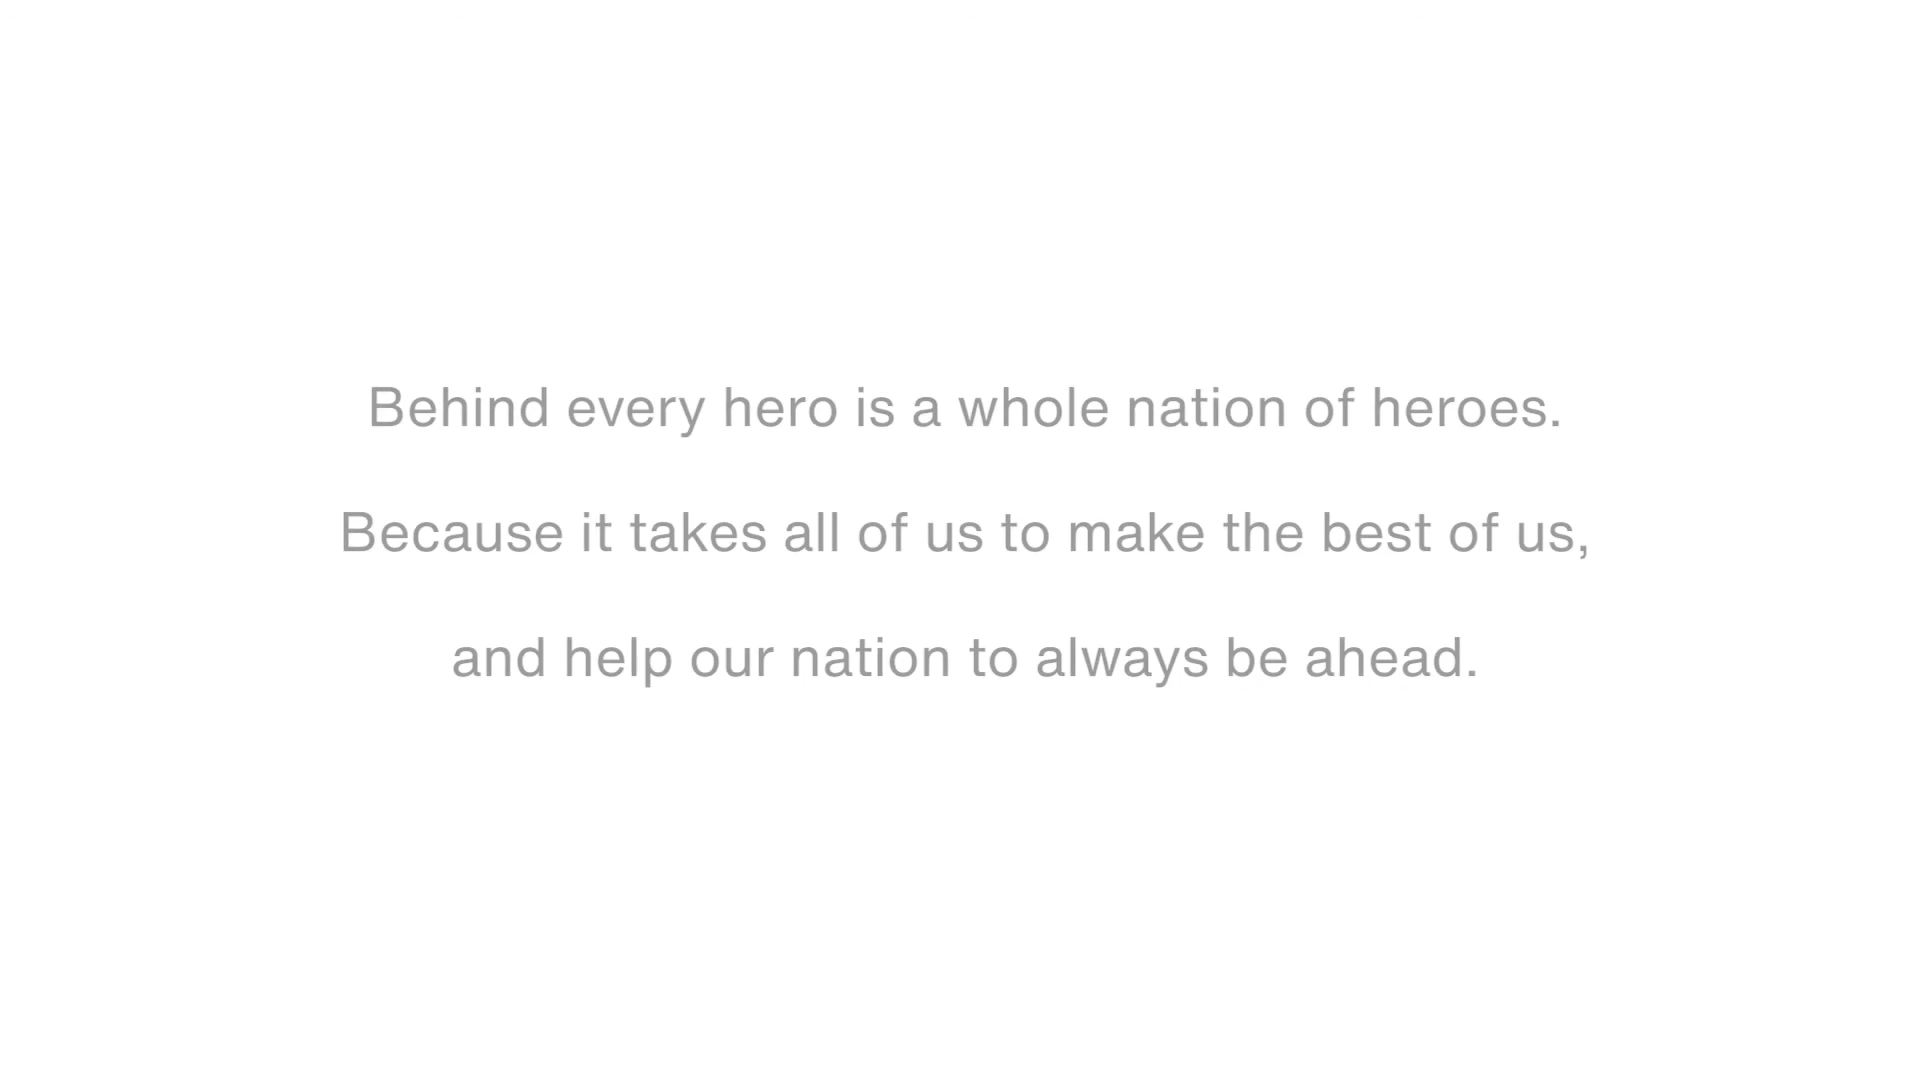 Behind every hero is a whole nation of heroes.
Because it takes all of us to make the best of us,
and help our nation to always be ahead.